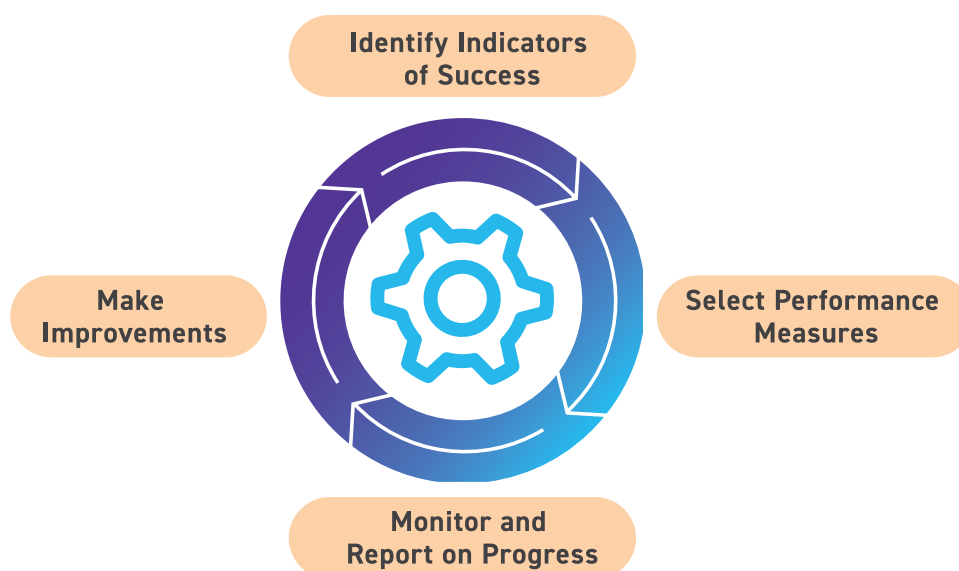 Identify Indicators
of Success
Select Performance
Measures
Monitor and
Report on Progress
Make
Improvements